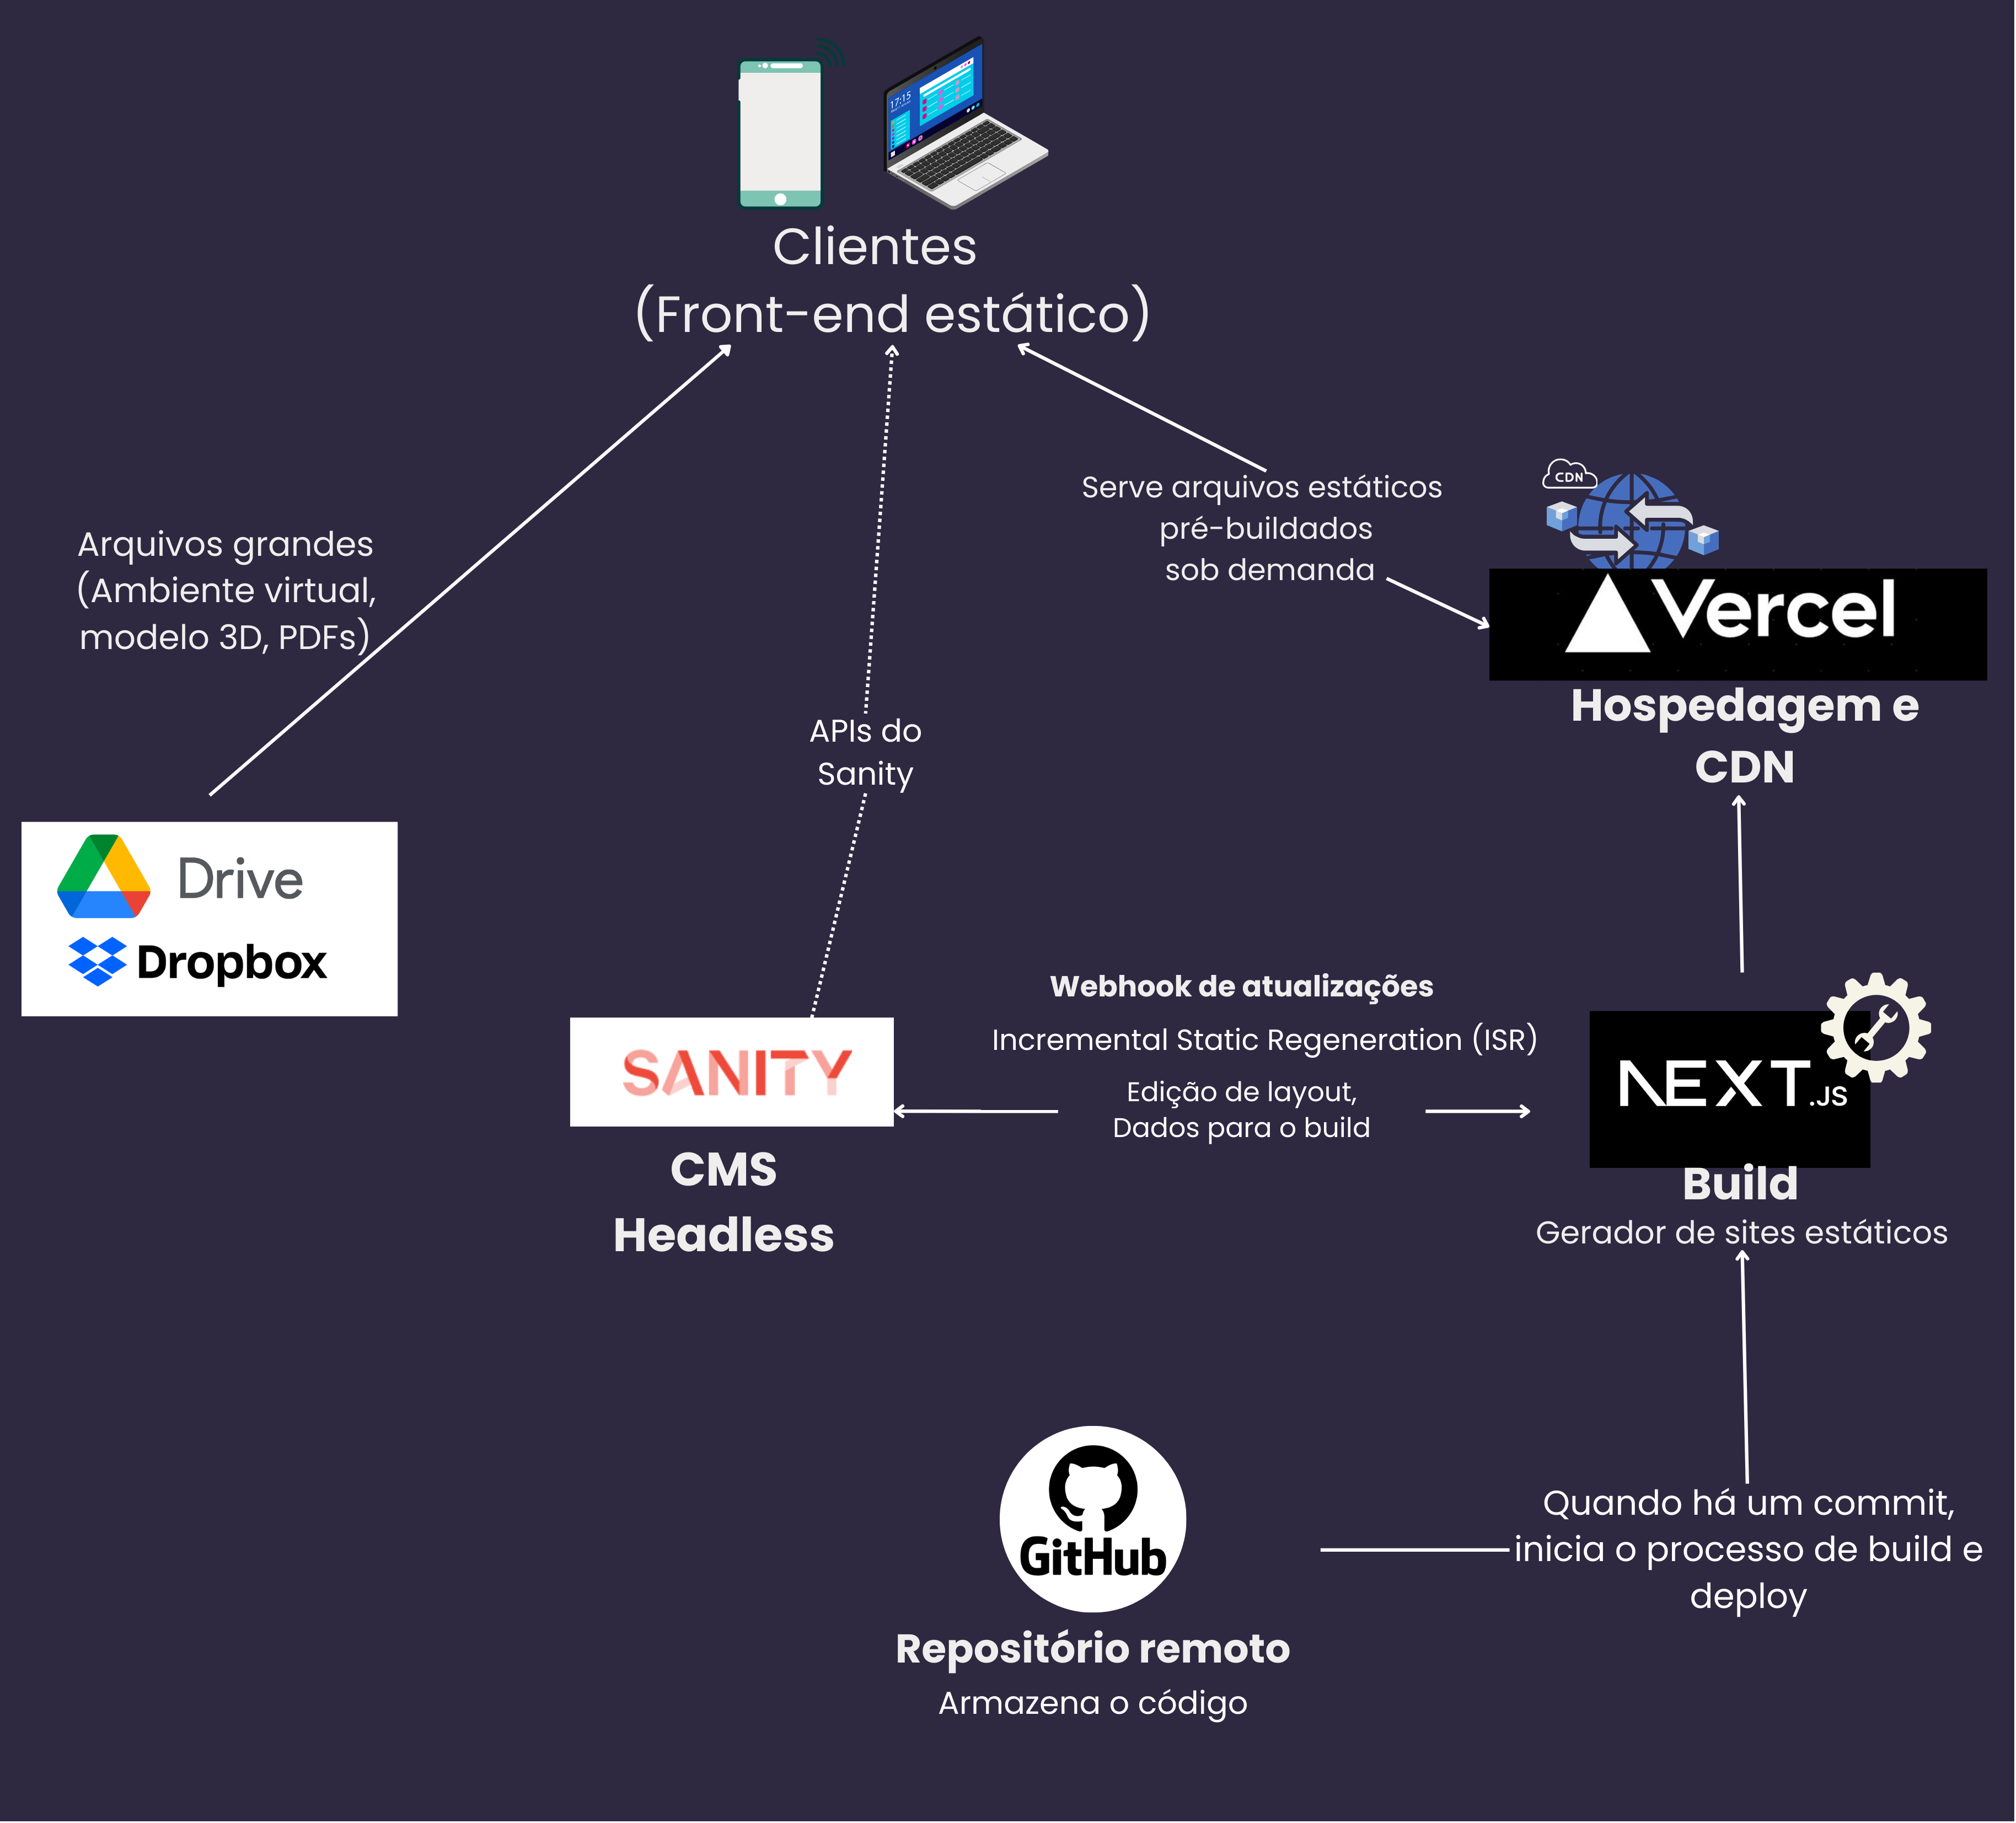 17:15
Clientes
(Front-end estático)
CDN
Serve arquivos estáticos
pré-buildados
sob demanda
Vercel
Hospedagem e
CDN
Arquivos grandes
(Ambiente virtual,
modelo 3D, PDFs)
APIs do
Sanity
Drive
Dropbox
SANITY
CMS
Headless
Webhook de atualizações
Incremental Static Regeneration (ISR)
Edição de layout,
Dados para o build
NEXT.JS
Build
Gerador de sites estáticos
GitHub
Repositório remoto
Armazena o código
Quando há um commit,
inicia o processo de build e
deploy